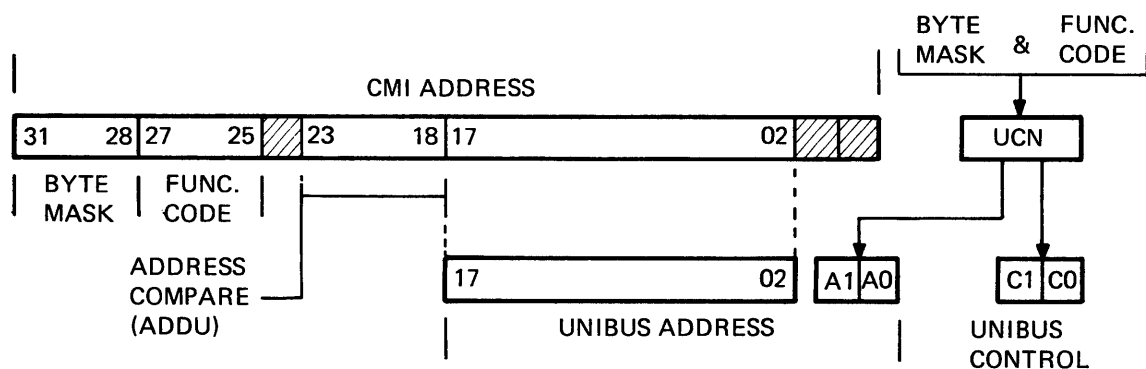 BYTE MASK & FUNC. CODE
CMI ADDRESS
31 28 27 25 23 18 17 02
UCN
BYTE MASK
FUNC. CODE
ADDRESS
COMPARE
(ADDU)
17 02 A1 A0 C1 C0
UNIBUS ADDRESS
UNIBUS
CONTROL